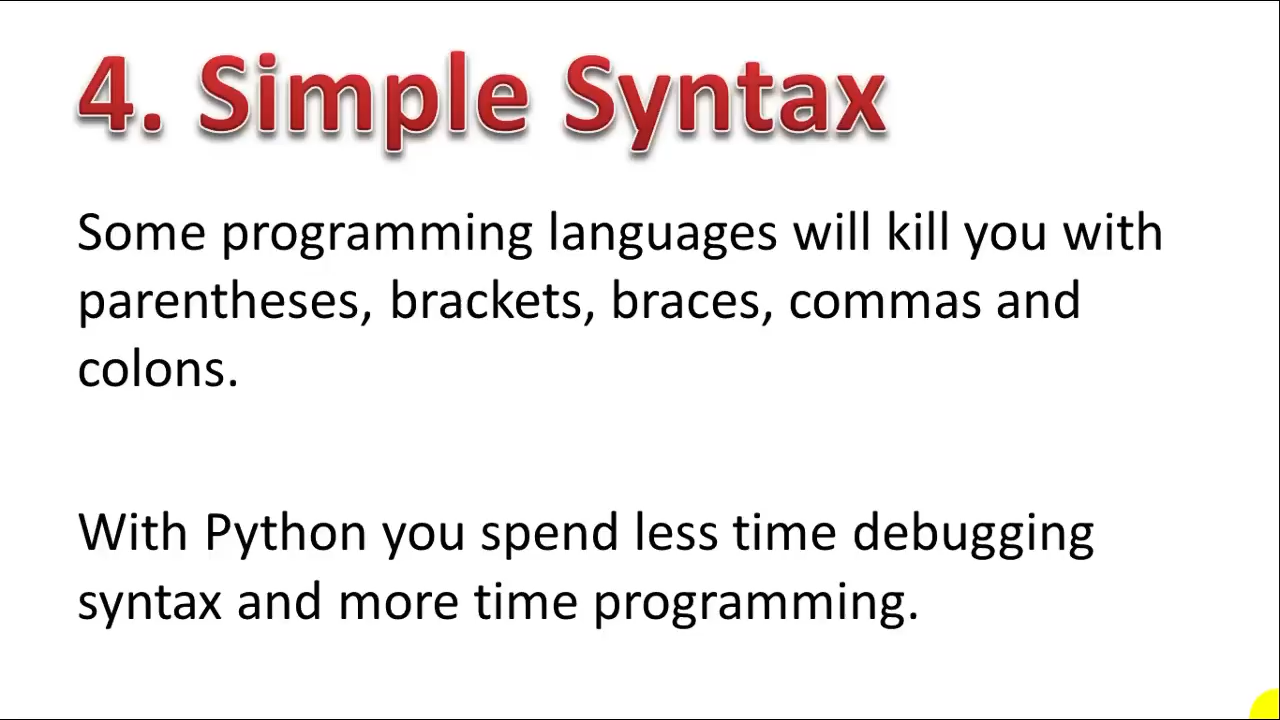 4. Simple Syntax
Some programming languages will kill you with
parentheses, brackets, braces, commas and
colons.
With Python you spend less time debugging
syntax and more time programming.